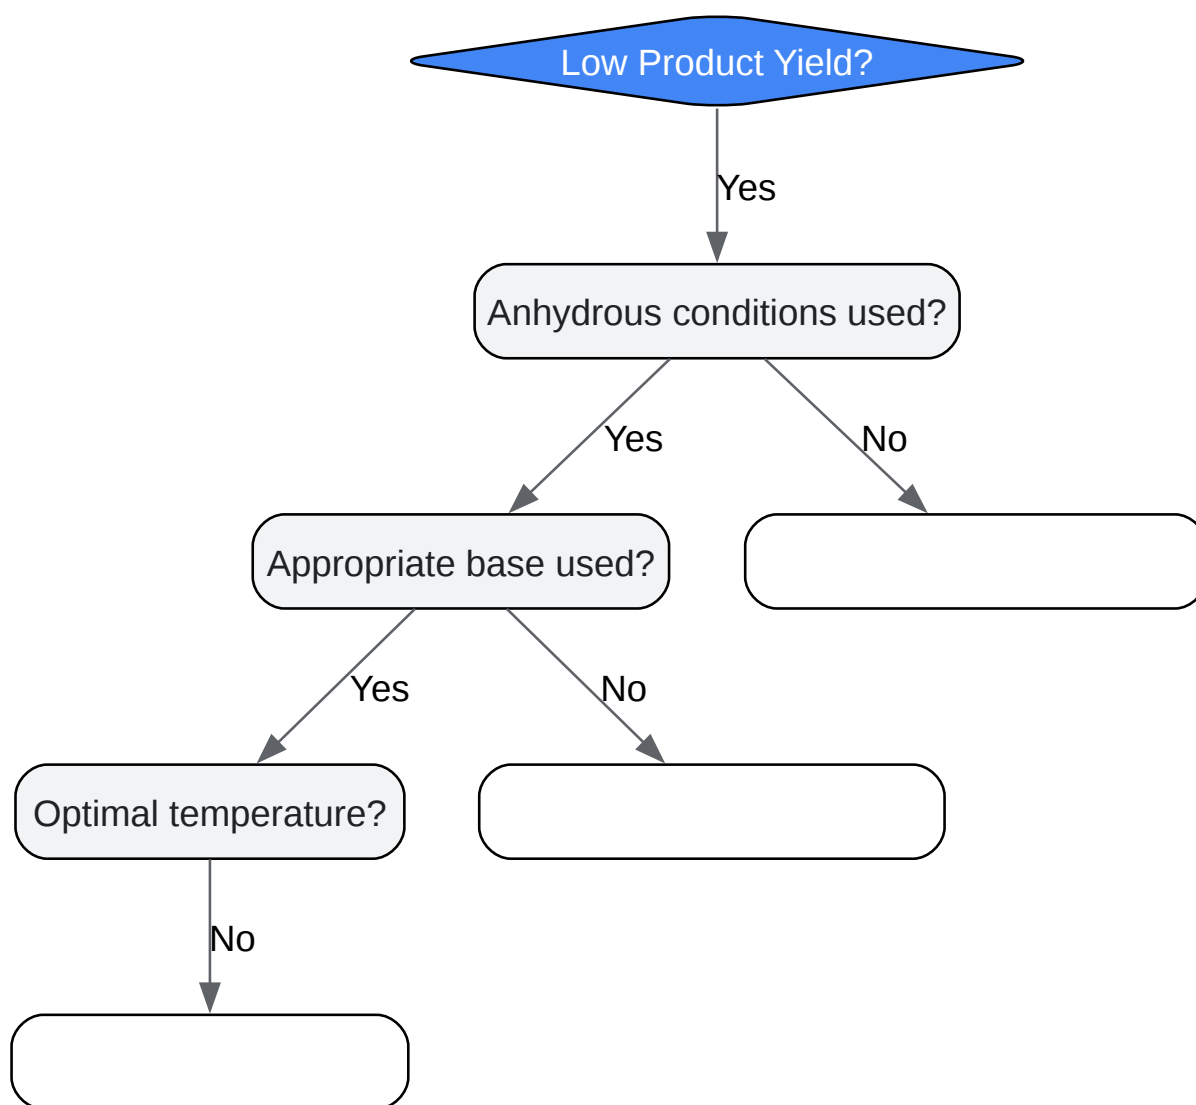 Low Product Yield?
Yes
Anhydrous conditions used?
Yes
No
Appropriate base used?
Yes
No
Optimal temperature?
No